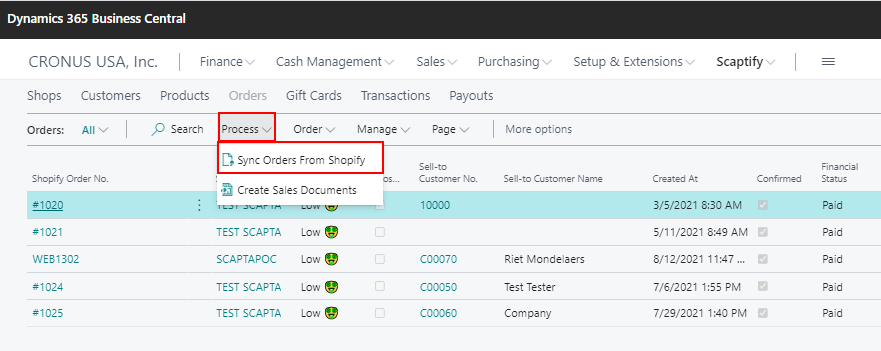 Dynamics 365 Business Central
CRONUS USA, Inc. Finance Cash Management Sales Purchasing Setup & Extensions Scaptify
Shops Customers Products Orders Gift Cards Transactions Payouts
Orders: All Search Process Order Manage Page More options
Sync Orders From Shopify
Create Sales Documents
Shopify Order No. os... Sell-to Customer No. Sell-to Customer Name Created At Confirmed Financial Status
#1020 TEST SCAPTA Low 10000 3/5/2021 8:30 AM Paid
#1021 TEST SCAPTA Low 5/11/2021 8:49 AM Paid
WEB1302 SCAPTAPOC Low C00070 Riet Mondelaers 8/12/2021 11:47 ... Paid
#1024 TEST SCAPTA Low C00050 Test Tester 7/6/2021 1:55 PM Paid
#1025 TEST SCAPTA Low C00060 Company 7/29/2021 1:40 PM Paid